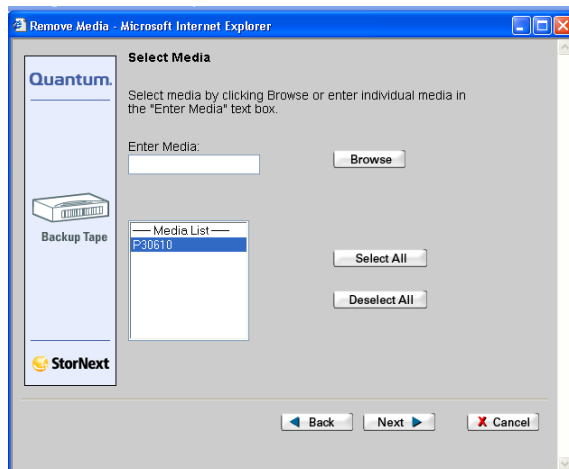 Remove Media - Microsoft Internet Explorer
Quantum.
Select Media
Select media by clicking Browse or enter individual media in
the "Enter Media" text box.
Enter Media:
Browse
Backup Tape
Media List
P30610
Select All
Deselect All
StorNext
Back
Next
X Cancel